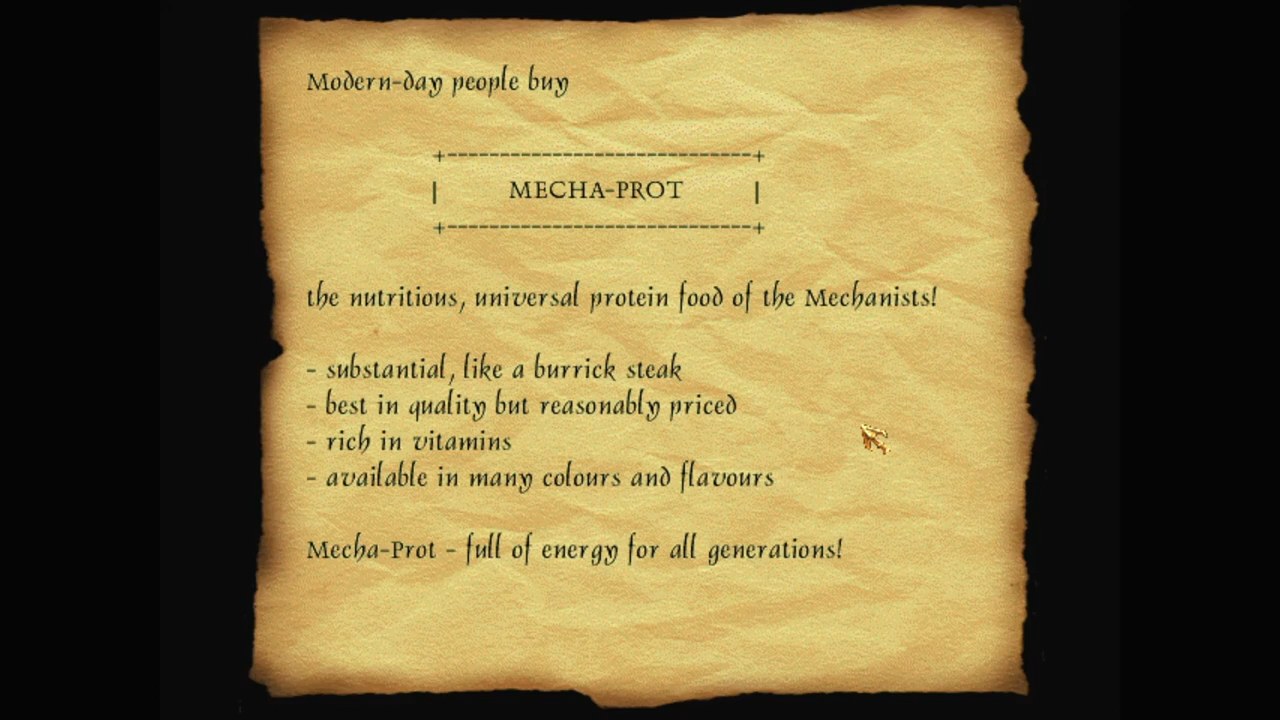 Modern-day people buy
+-----------------------------+
| MECHA-PROT |
+-----------------------------+
the nutritious, universal protein food of the Mechanists!
- substantial, like a burrick steak
- best in quality but reasonably priced
- rich in vitamins
- available in many colours and flavours
Mecha-Prot - full of energy for all generations!